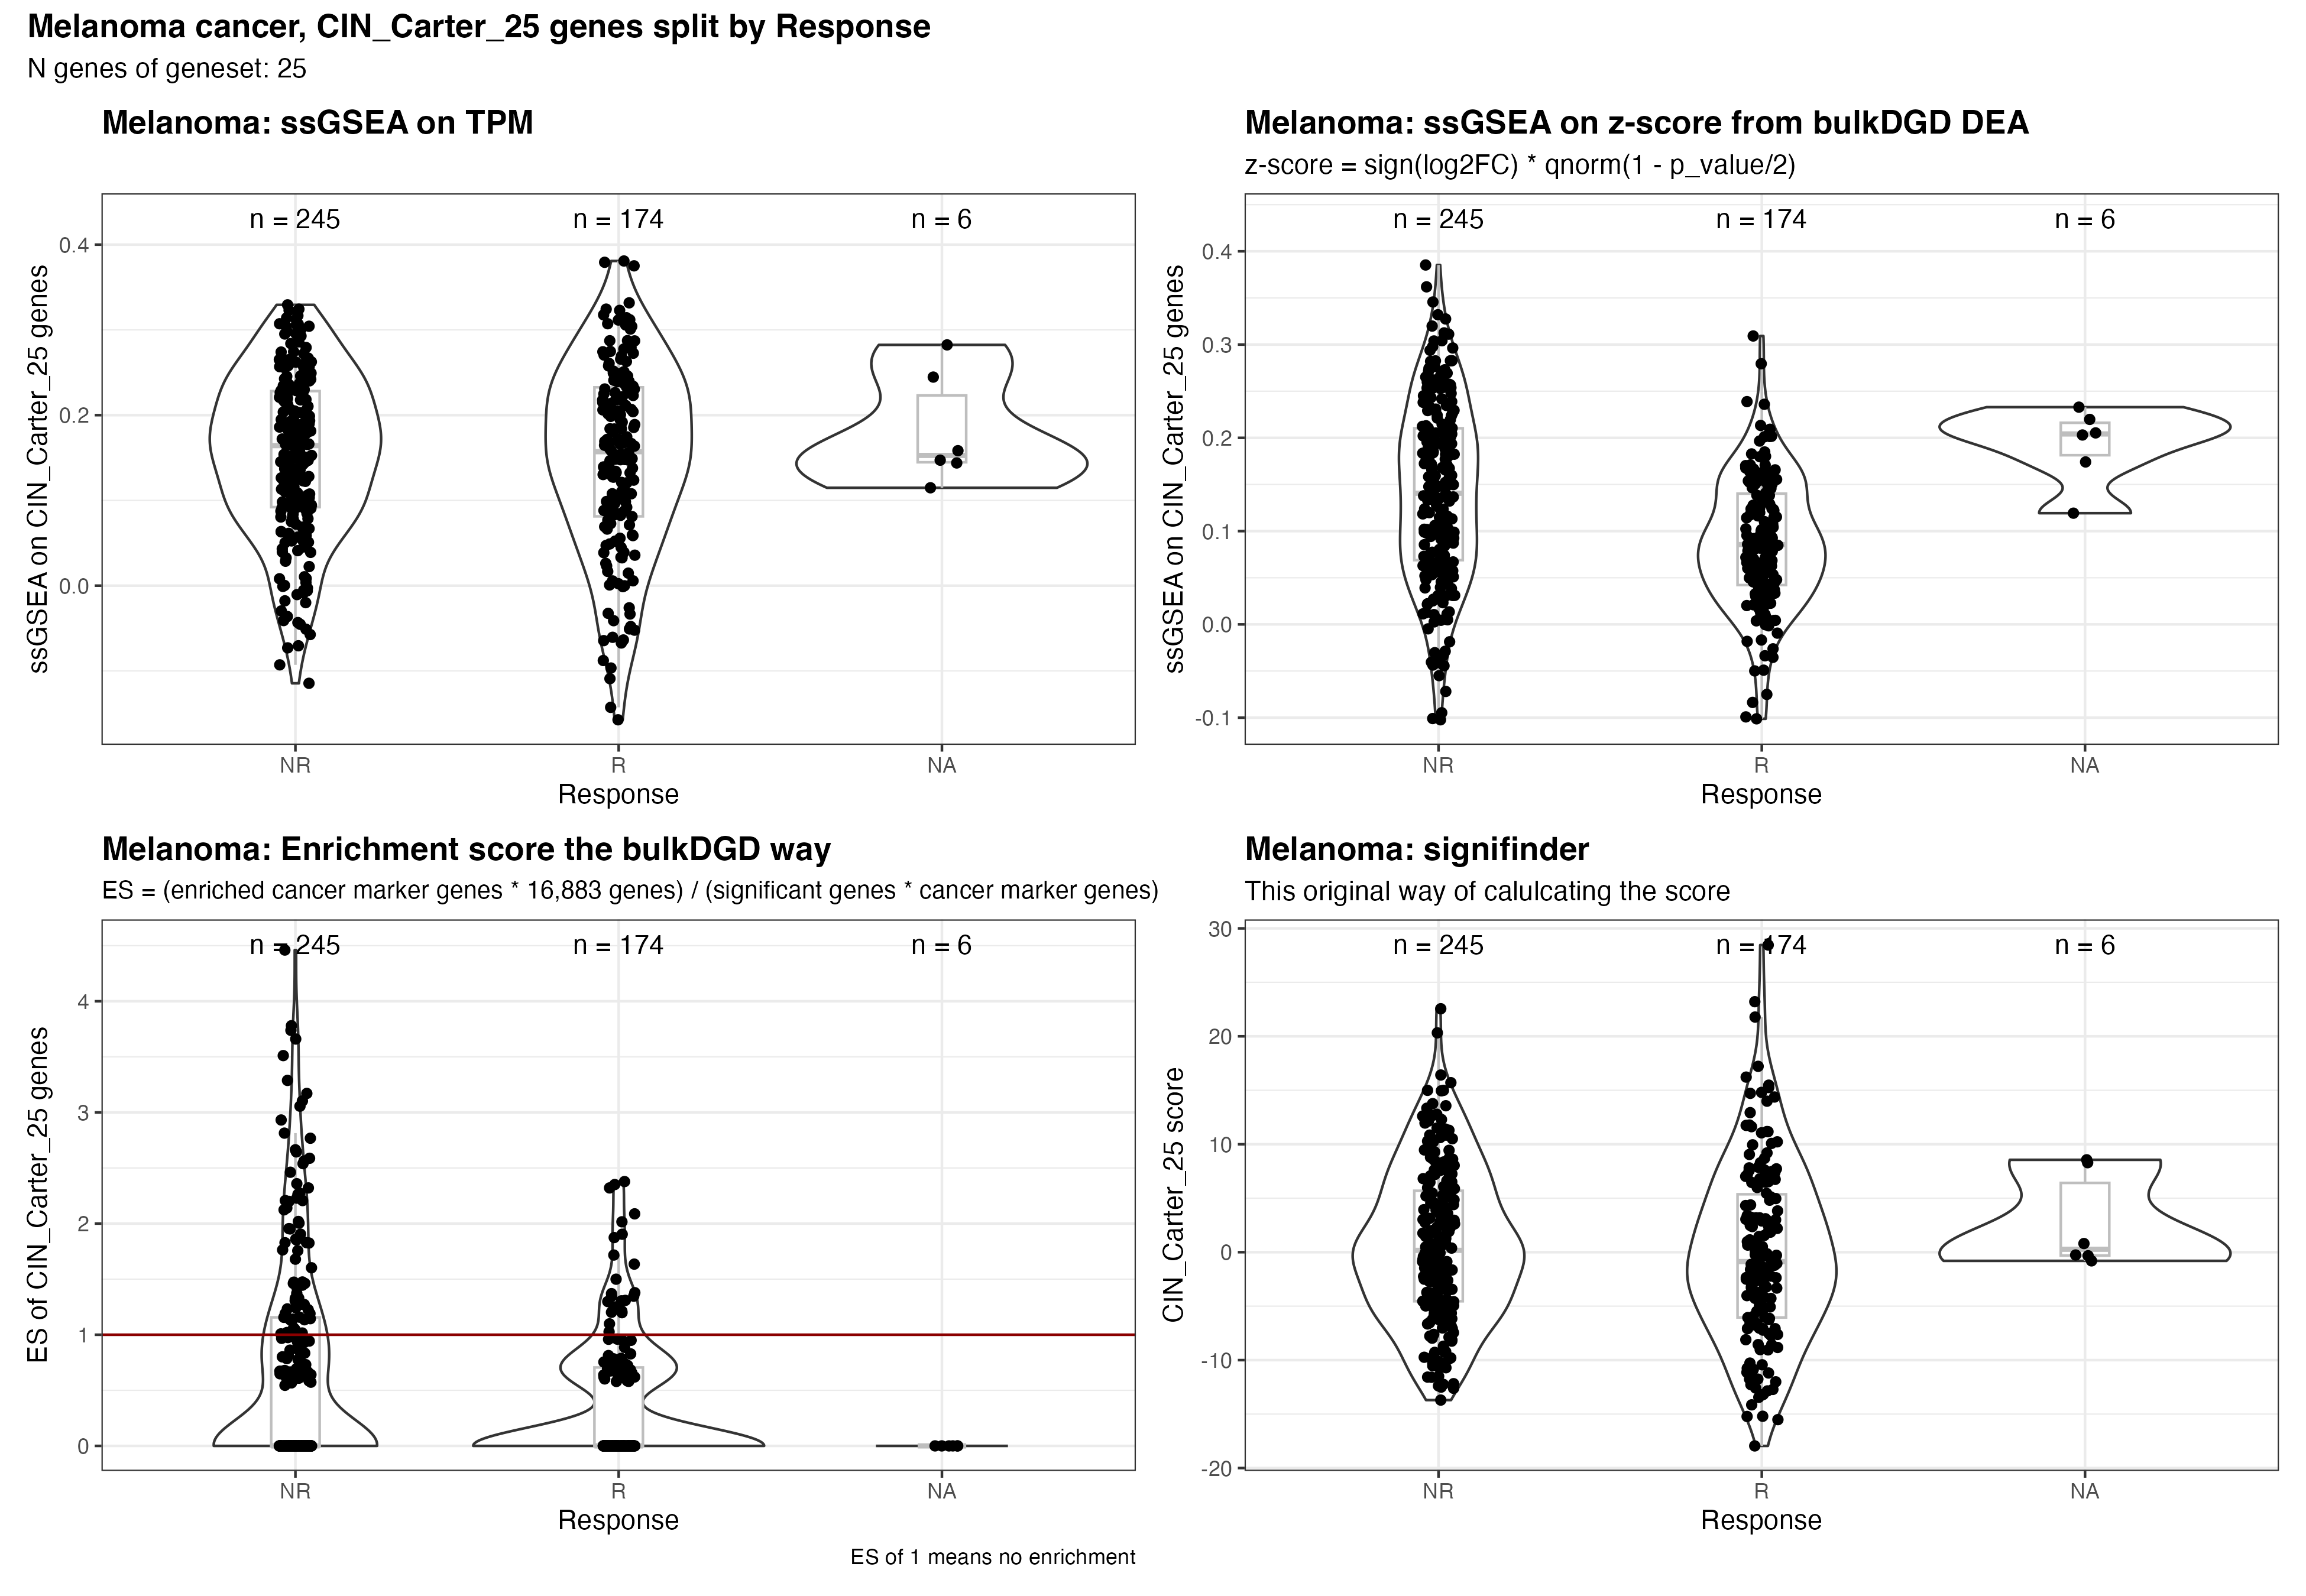 Melanoma cancer, CIN_Carter_25 genes split by Response
N genes of geneset: 25
Melanoma: ssGSEA on TPM
ssGSEA on CIN_Carter_25 genes
0.4
0.2
0.0
n = 245
n = 174
n = 6
NR
R
NA
Response
Melanoma: ssGSEA on z-score from bulkDGD DEA
z-score = sign(log2FC) * qnorm(1 - p_value/2)
ssGSEA on CIN_Carter_25 genes
0.4
0.3
0.2
0.1
0.0
-0.1
n = 245
n = 174
n = 6
NR
R
NA
Response
Melanoma: Enrichment score the bulkDGD way
ES = (enriched cancer marker genes * 16,883 genes) / (significant genes * cancer marker genes)
ES of CIN_Carter_25 genes
4
3
2
1
0
n = 245
n = 174
n = 6
NR
R
NA
Response
ES of 1 means no enrichment
Melanoma: signifinder
This original way of calulcating the score
CIN_Carter_25 score
30
20
10
0
-10
-20
n = 245
n = 174
n = 6
NR
R
NA
Response